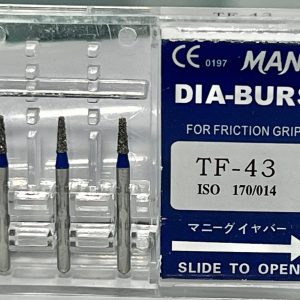 CE 0197 MAN
DIA-BURS
FOR FRICTION GRIP
TF-43
ISO 170/014
マニーダイヤバー
SLIDE TO OPEN